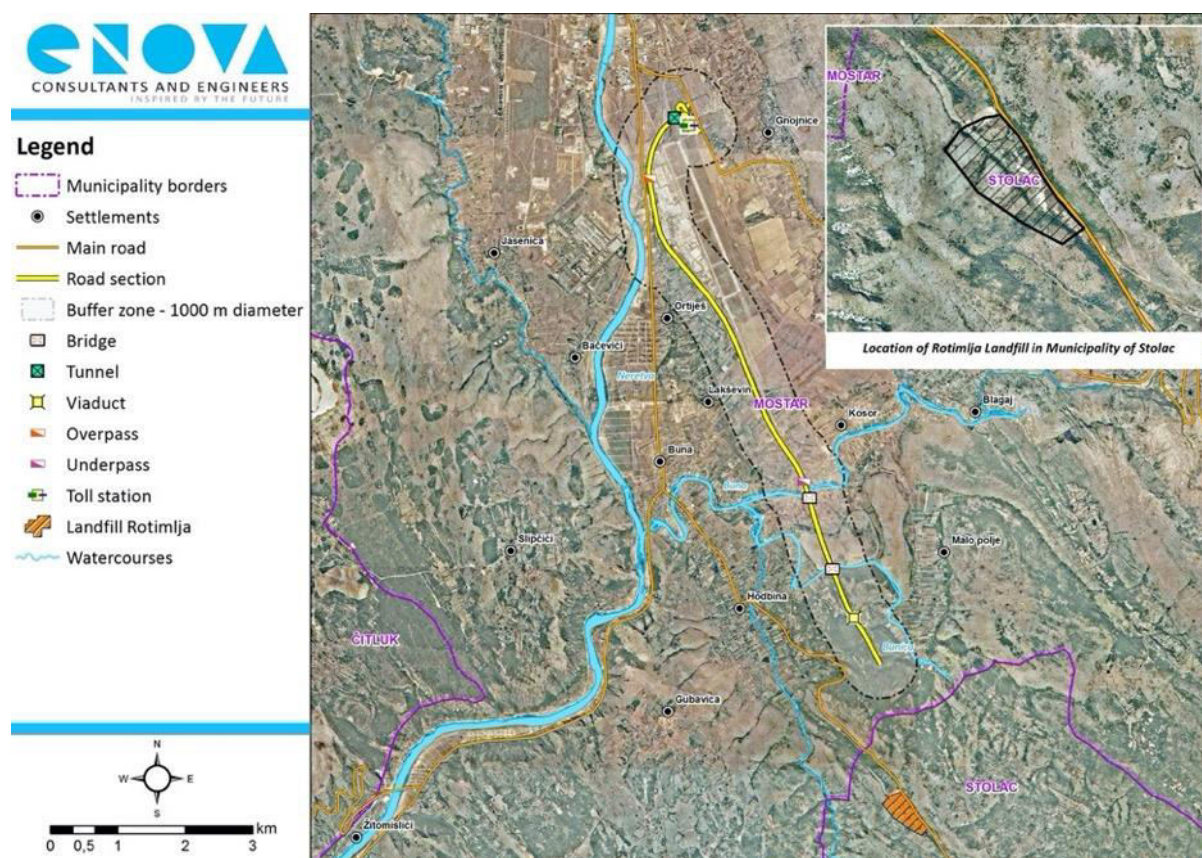 eNOVA
CONSULTANTS AND ENGINEERS
INSPIRED BY THE FUTURE
Legend
Municipality borders
Settlements
Main road
Road section
Buffer zone - 1000 m diameter
Bridge
Tunnel
Viaduct
Overpass
Underpass
Toll station
Landfill Rotimlja
Watercourses
N
W E
S
0 0,5 1 2 3 km
MOSTAR
STOLAC
Location of Rotimlja Landfill in Municipality of Stolac
Gnojnice
Jasenica
Ortiješ
Bačevići
Neretva
Lakševine
MOSTAR
Kosor
Blagaj
Buna
Buna
Slipčići
Malo polje
Hodbina
ČITLUK
Bunica
Gubavica
STOLAC
Žitomislići